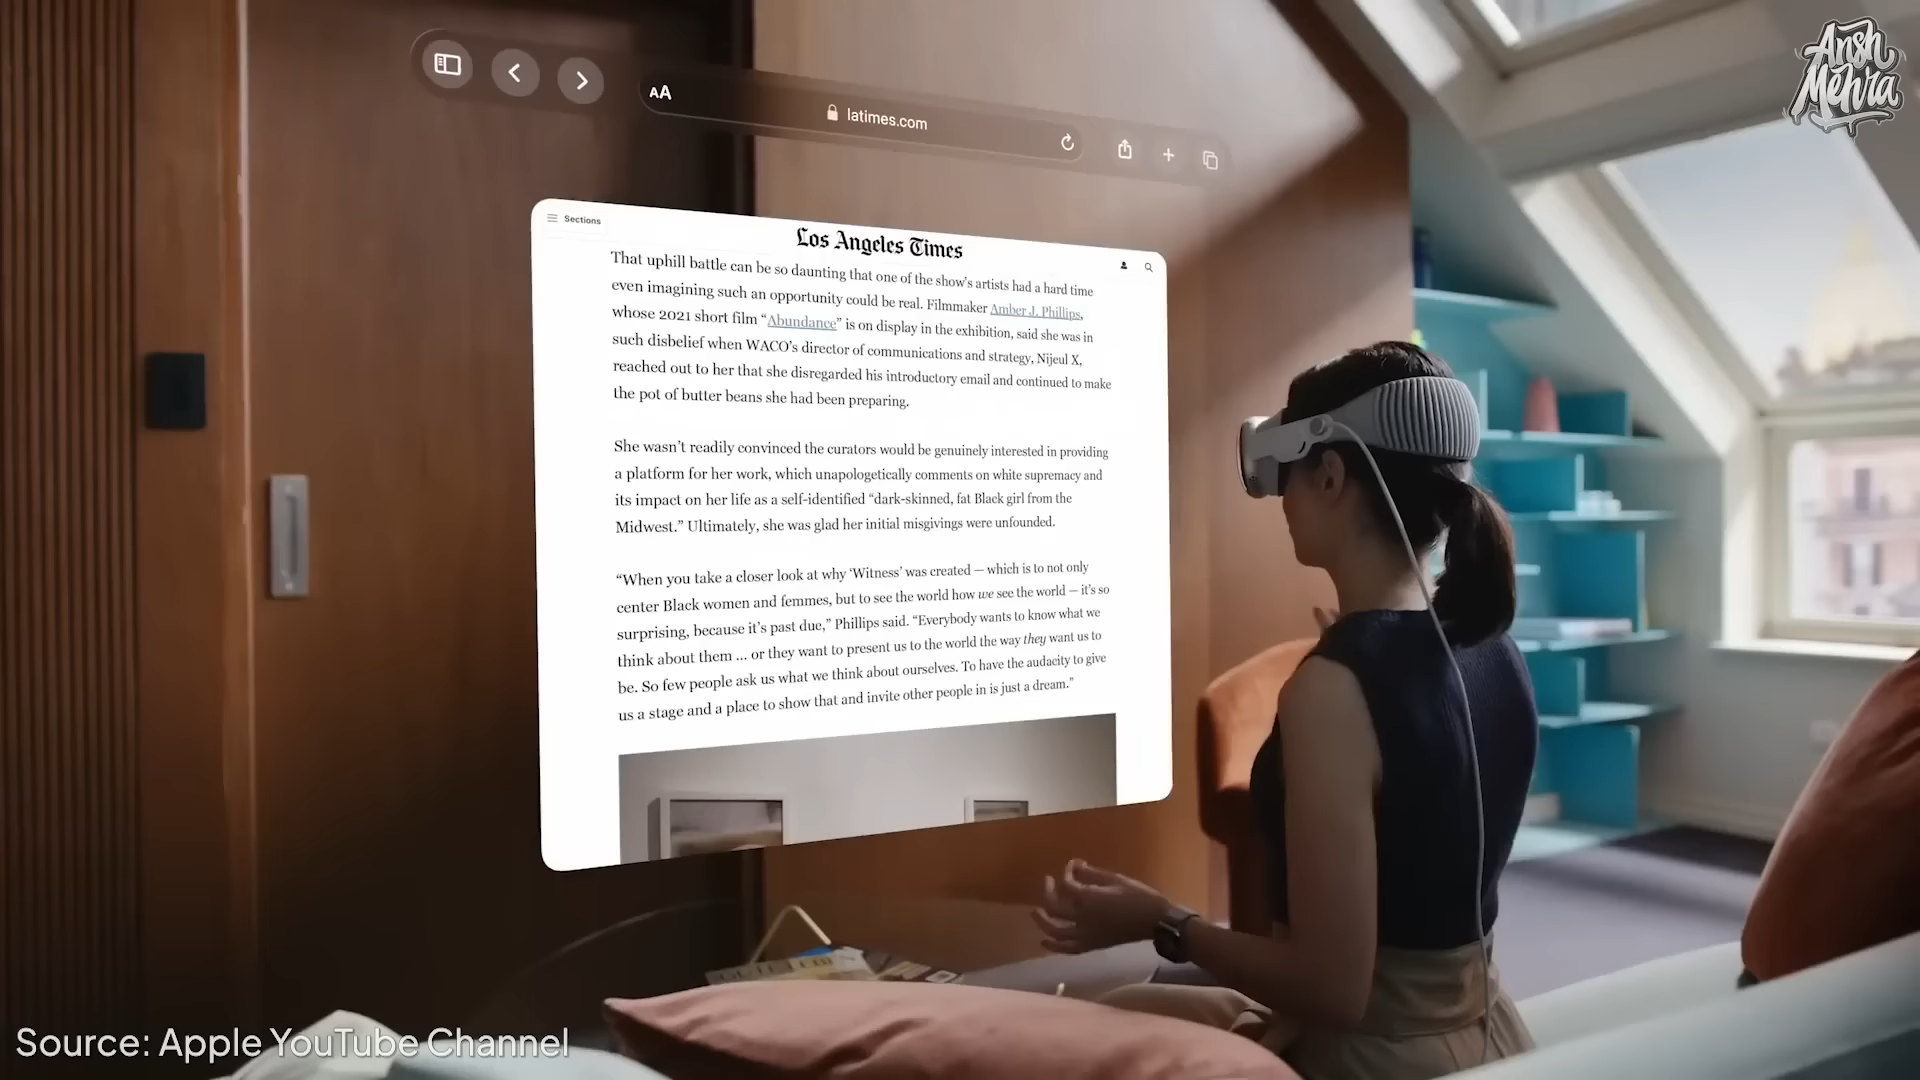 Ansh
Mehra
AA
latimes.com
Sections
Los Angeles Times
That uphill battle can be so daunting that one of the show's artists had a hard time
even imagining such an opportunity could be real. Filmmaker Amber J. Phillips,
whose 2021 short film “Abundance” is on display in the exhibition, said she was in
such disbelief when WACO’s director of communications and strategy, Nijeul X,
reached out to her that she disregarded his introductory email and continued to make
the pot of butter beans she had been preparing.
She wasn’t readily convinced the curators would be genuinely interested in providing
a platform for her work, which unapologetically comments on white supremacy and
its impact on her life as a self-identified “dark-skinned, fat Black girl from the
Midwest.” Ultimately, she was glad her initial misgivings were unfounded.
“When you take a closer look at why ‘Witness’ was created — which is to not only
center Black women and femmes, but to see the world how we see the world — it’s so
surprising, because it’s past due,” Phillips said. “Everybody wants to know what we
think about them ... or they want to present us to the world the way they want us to
be. So few people ask us what we think about ourselves. To have the audacity to give
us a stage and a place to show that and invite other people in is just a dream.”
Source: Apple YouTube Channel